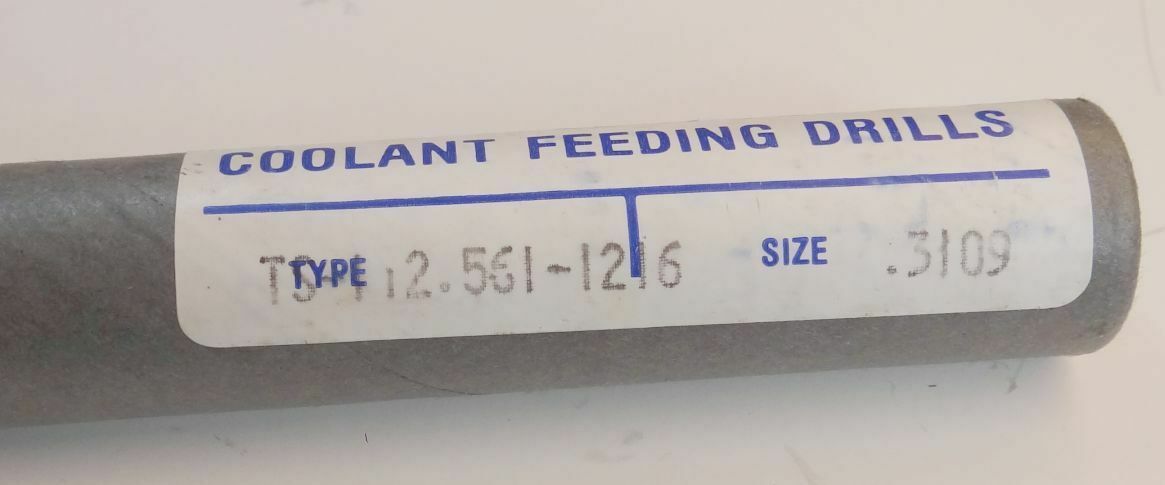 COOLANT FEEDING DRILLS
TYPE 2.561-1216 SIZE .3109